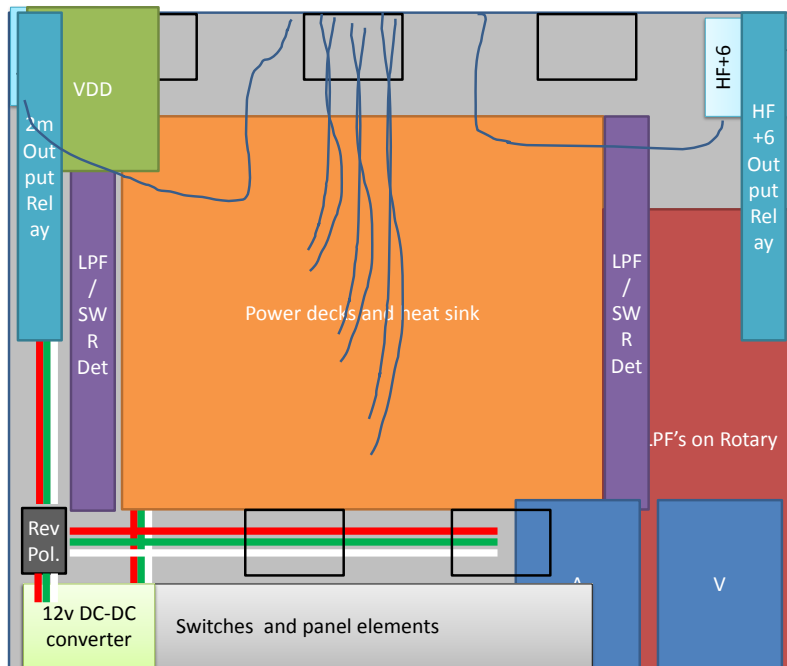 VDD
HF+6
2m
Out
put
Rel
ay
HF
+6
Out
put
Rel
ay
LPF
/
SW
R
Det
Power decks and heat sink
LPF
/
SW
R
Det
LPF's on Rotary
Rev
Pol.
A
V
12v DC-DC
converter
Switches and panel elements